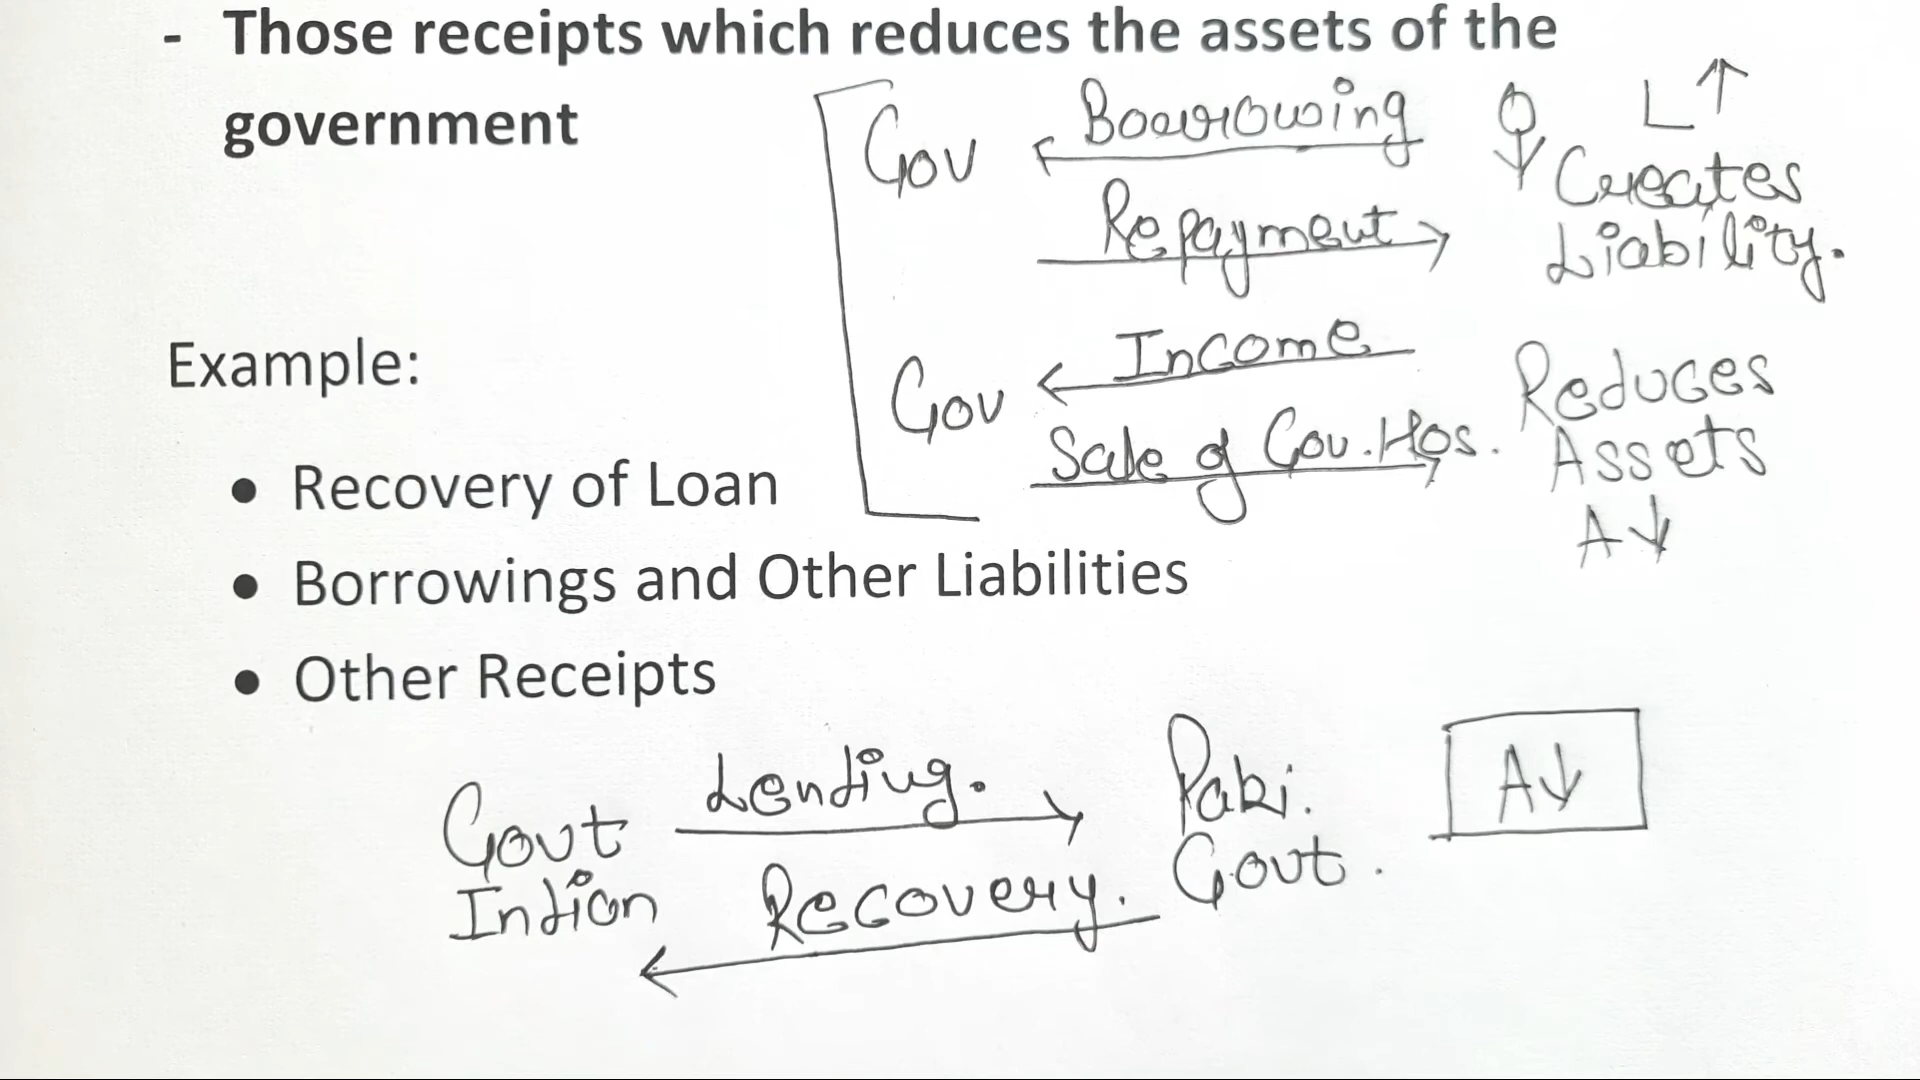 - Those receipts which reduces the assets of the
government
Gov Borrowing L↑
Creates
Repayment Liability.
Example:
Gov Income Reduces
Sale of Gov. Hos. Assets
A↓
• Recovery of Loan
• Borrowings and Other Liabilities
• Other Receipts
Govt Lending. Paki. A↓
Indian Recovery. Govt.